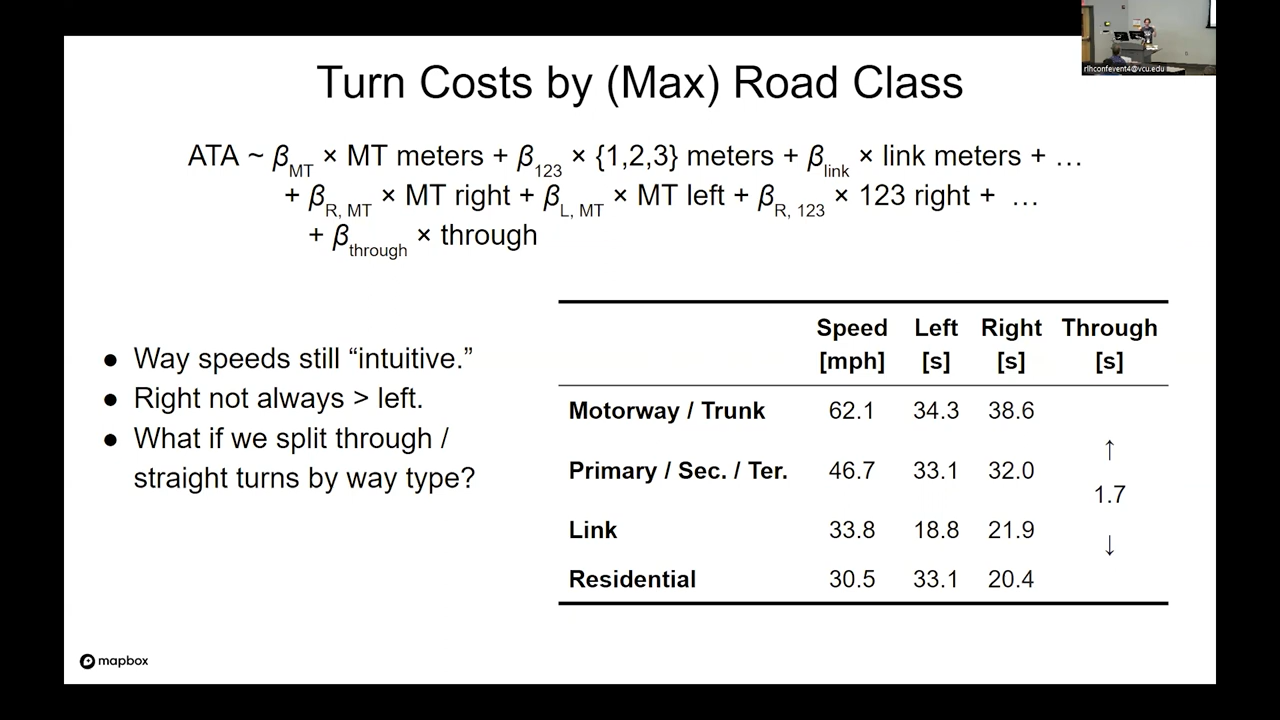 Turn Costs by (Max) Road Class
ATA ~ β_MT × MT meters + β_123 × {1,2,3} meters + β_link × link meters + …
+ β_R, MT × MT right + β_L, MT × MT left + β_R, 123 × 123 right + …
+ β_through × through
● Way speeds still “intuitive.”
● Right not always > left.
● What if we split through /
straight turns by way type?
Speed Left Right Through
[mph] [s] [s] [s]
Motorway / Trunk 62.1 34.3 38.6
↑
Primary / Sec. / Ter. 46.7 33.1 32.0
1.7
Link 33.8 18.8 21.9
↓
Residential 30.5 33.1 20.4
mapbox
rlhconfevent4@vcu.edu